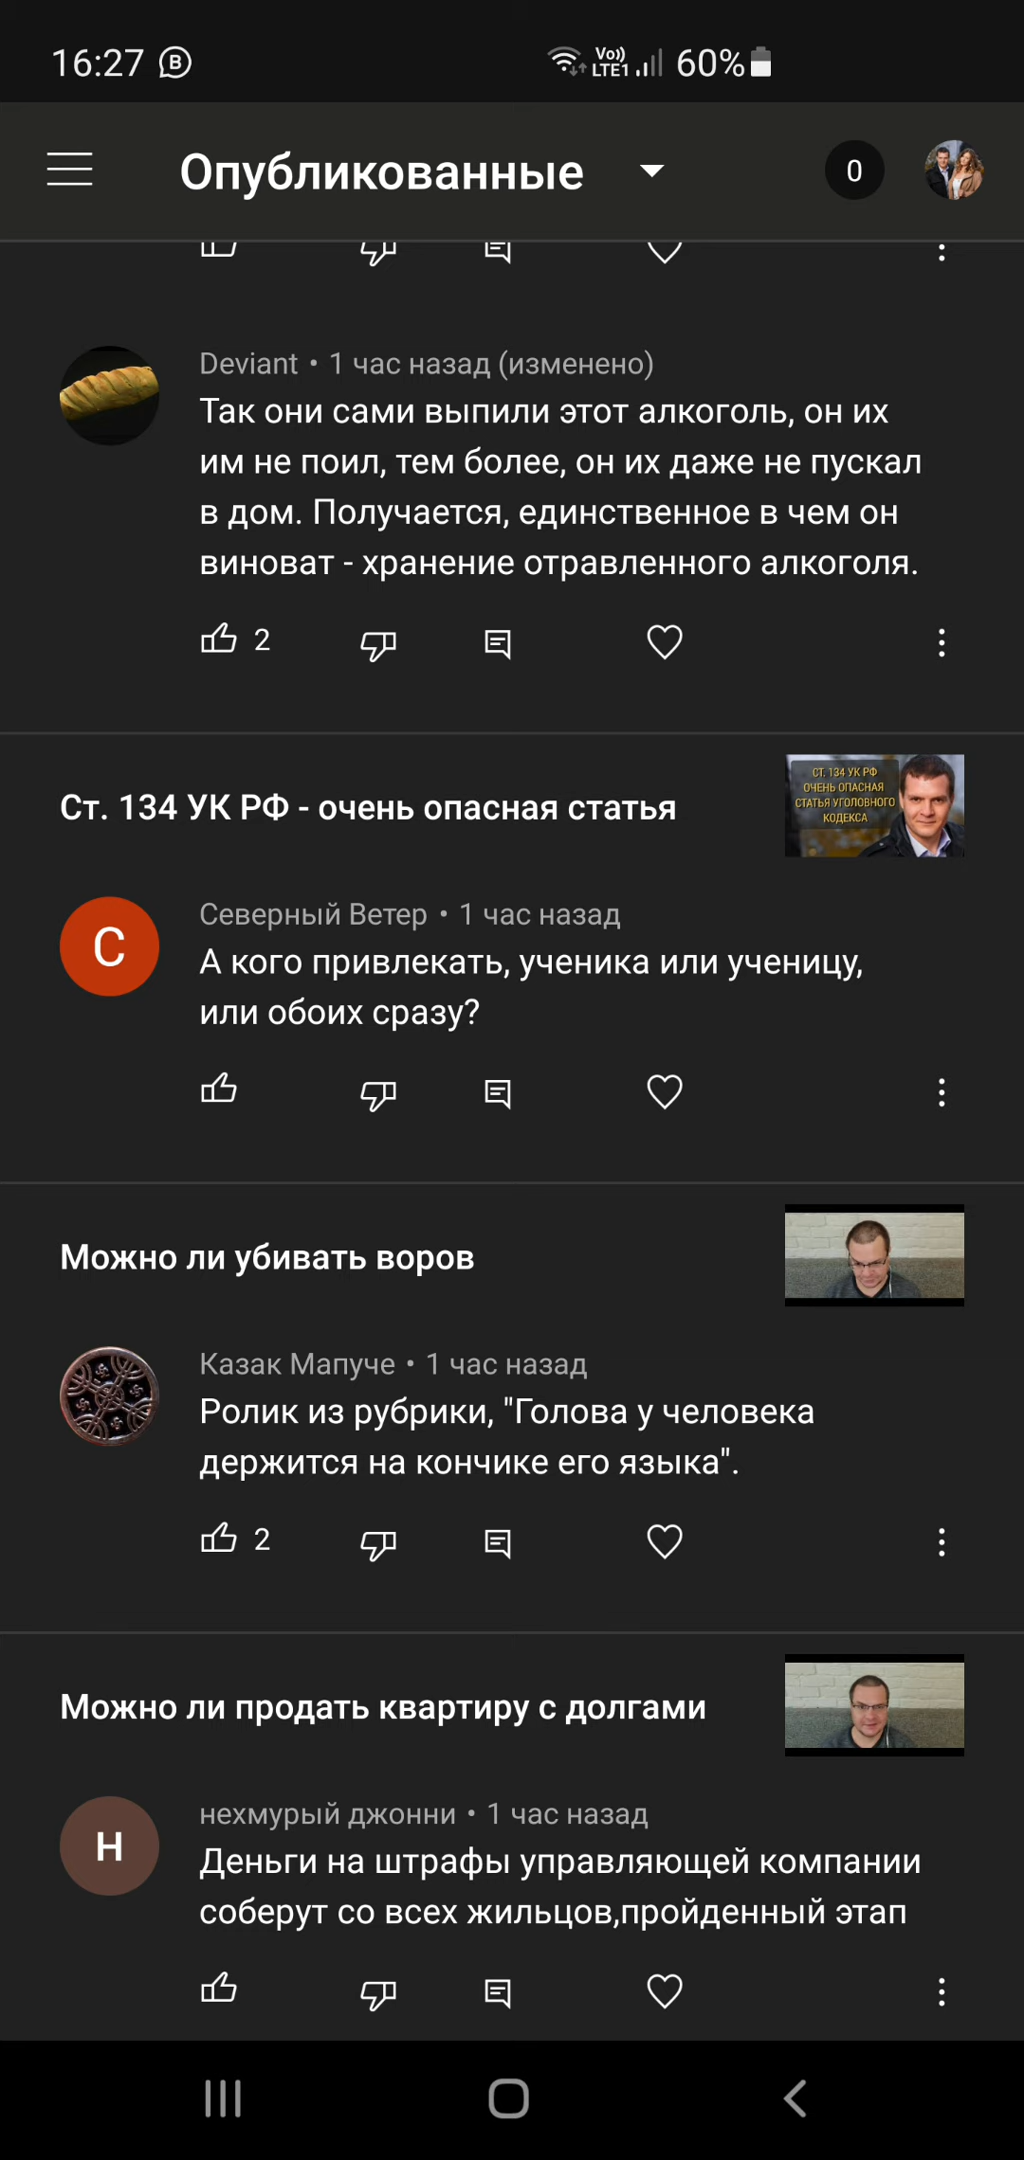 16:27
Vo)) LTE1 60%
Опубликованные
0
Deviant • 1 час назад (изменено)
Так они сами выпили этот алкоголь, он их
им не поил, тем более, он их даже не пускал
в дом. Получается, единственное в чем он
виноват - хранение отравленного алкоголя.
2
Ст. 134 УК РФ - очень опасная статья
СТ. 134 УК РФ
ОЧЕНЬ ОПАСНАЯ
СТАТЬЯ УГОЛОВНОГО
КОДЕКСА
С
Северный Ветер • 1 час назад
А кого привлекать, ученика или ученицу,
или обоих сразу?
Можно ли убивать воров
Казак Мапуче • 1 час назад
Ролик из рубрики, "Голова у человека
держится на кончике его языка".
2
Можно ли продать квартиру с долгами
Н
нехмурый джонни • 1 час назад
Деньги на штрафы управляющей компании
соберут со всех жильцов,пройденный этап